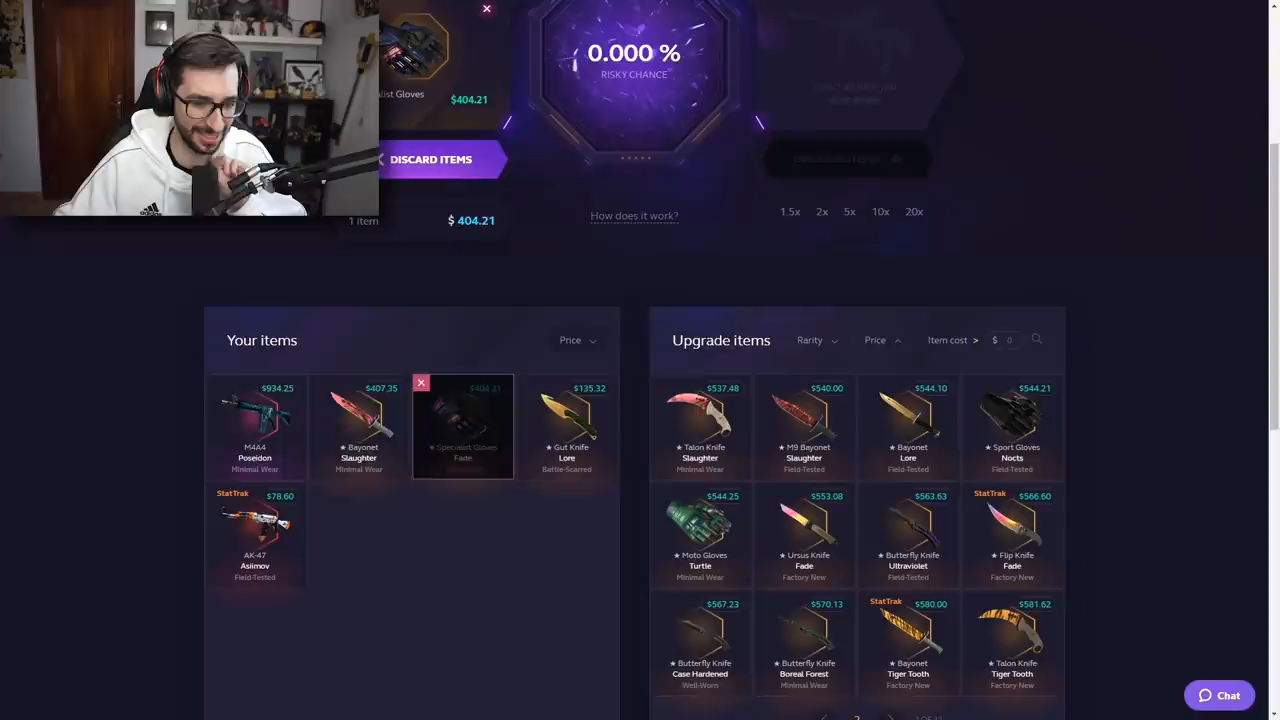 0.000 %
RISKY CHANCE
alist Gloves
$404.21
DISCARD ITEMS
1 item
$ 404.21
How does it work?
1.5x 2x 5x 10x 20x
Your items
Price
$934.25
M4A4
Poseidon
Minimal Wear
$407.35
★ Bayonet
Slaughter
Minimal Wear
$404.21
★ Specialist Gloves
Fade
$135.32
★ Gut Knife
Lore
Battle-Scarred
StatTrak
$78.60
AK-47
Asiimov
Field-Tested
Upgrade items
Rarity
Price
Item cost >
$ 0
$537.48
★ Talon Knife
Slaughter
Minimal Wear
$540.00
★ M9 Bayonet
Slaughter
Field-Tested
$544.10
★ Bayonet
Lore
Field-Tested
$544.21
★ Sport Gloves
Nocts
Field-Tested
$544.25
★ Moto Gloves
Turtle
Minimal Wear
$553.08
★ Ursus Knife
Fade
Factory New
$563.63
★ Butterfly Knife
Ultraviolet
Field-Tested
StatTrak
$566.60
★ Flip Knife
Fade
Factory New
$567.23
★ Butterfly Knife
Case Hardened
Well-Worn
$570.13
★ Butterfly Knife
Boreal Forest
Minimal Wear
StatTrak
$580.00
★ Bayonet
Tiger Tooth
Factory New
$581.62
★ Talon Knife
Tiger Tooth
Factory New
Chat